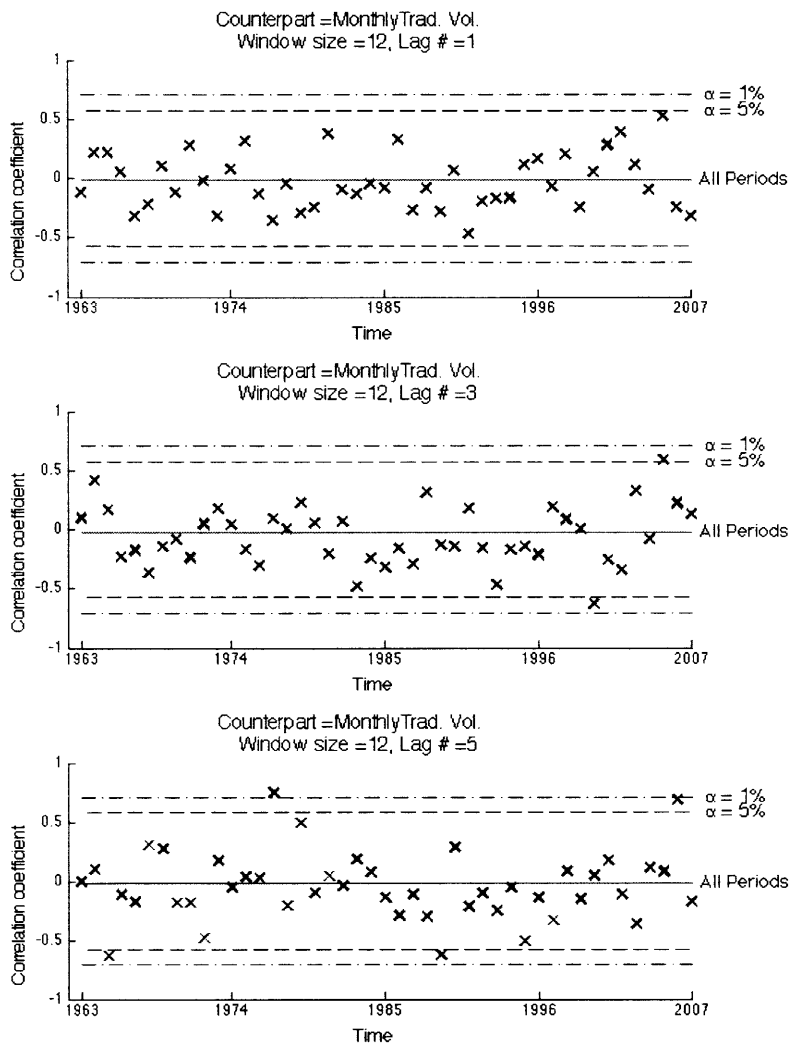 Counterpart =MonthlyTrad. Vol.
Window size =12, Lag # =1
1
α = 1%
α = 5%
0.5
Correlation coefficient
0
All Periods
-0.5
-1
1963
1974
1985
1996
2007
Time
Counterpart =MonthlyTrad. Vol.
Window size =12, Lag # =3
1
α = 1%
α = 5%
0.5
Correlation coefficient
0
All Periods
-0.5
-1
1963
1974
1985
1996
2007
Time
Counterpart =MonthlyTrad. Vol.
Window size =12, Lag # =5
1
α = 1%
α = 5%
0.5
Correlation coefficient
0
All Periods
-0.5
-1
1963
1974
1985
1996
2007
Time